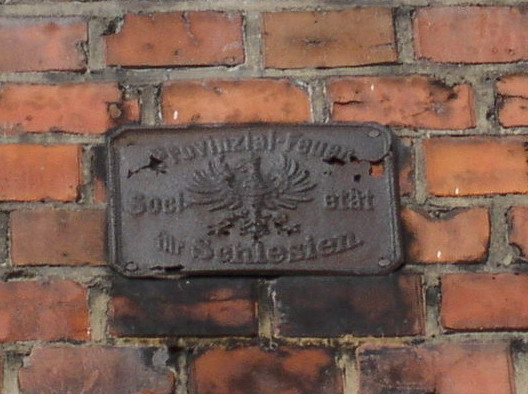 Provinzial-Feuer
Soci- etät
für Schlesien.